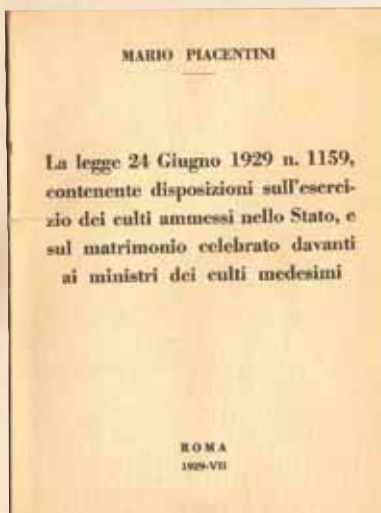 MARIO PIACENTINI
La legge 24 Giugno 1929 n. 1159,
contenente disposizioni sull'eserci-
zio dei culti ammessi nello Stato, e
sul matrimonio celebrato davanti
ai ministri dei culti medesimi
ROMA
1929-VII